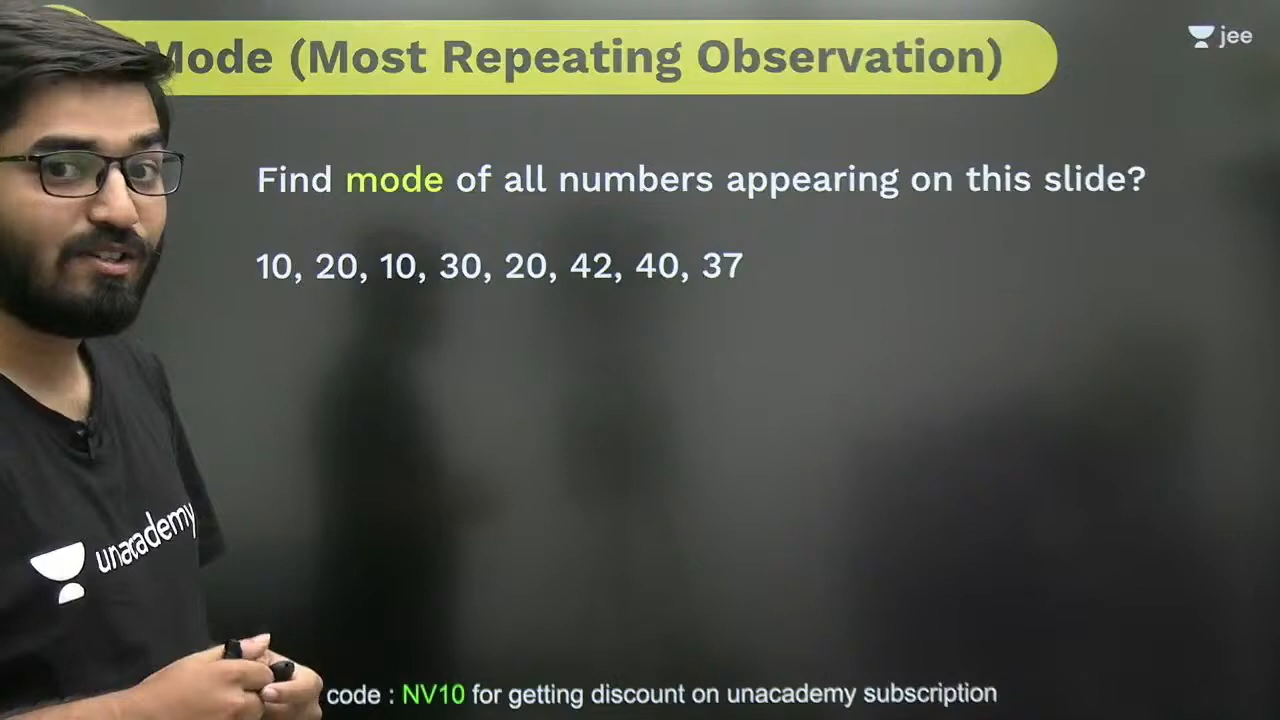 Mode (Most Repeating Observation)
jee
Find mode of all numbers appearing on this slide?
10, 20, 10, 30, 20, 42, 40, 37
unacademy
code : NV10 for getting discount on unacademy subscription